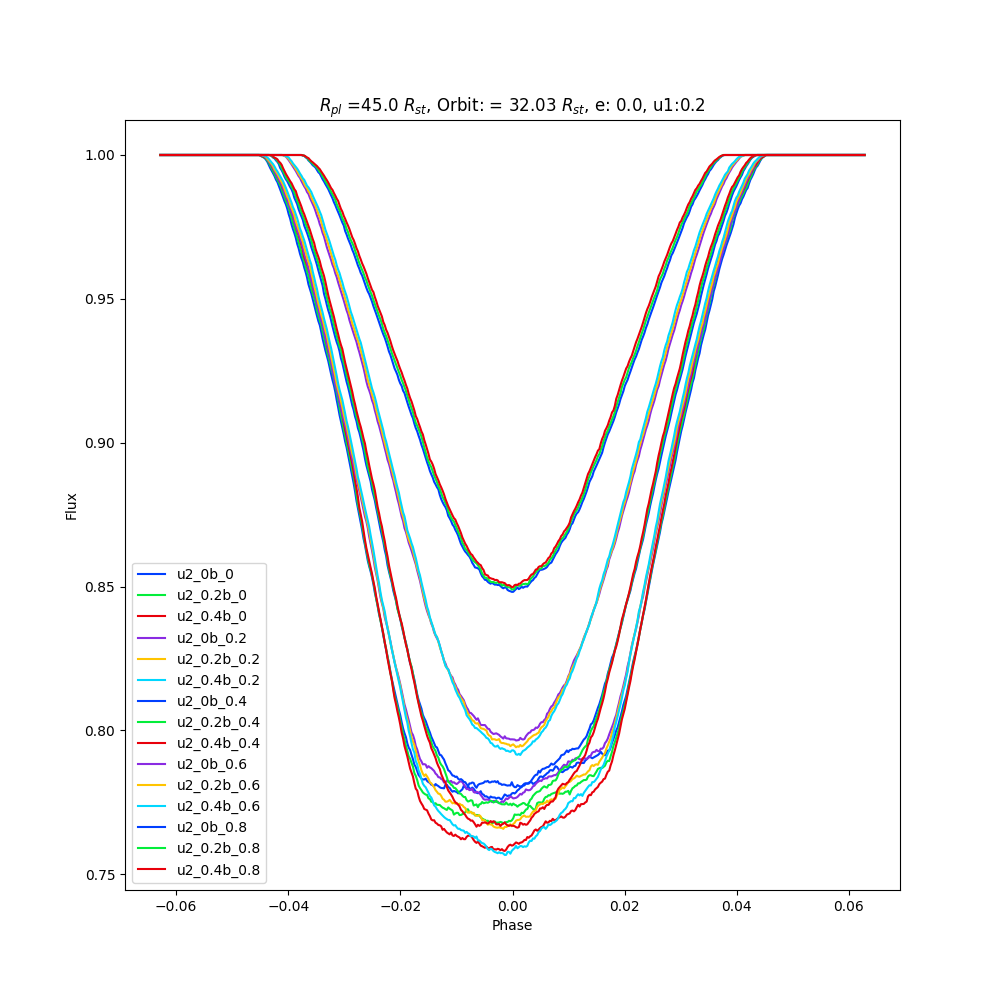 R_pl =45.0 R_st, Orbit: = 32.03 R_st, e: 0.0, u1:0.2
1.00
0.95
0.90
0.85
0.80
0.75
Flux
u2_0b_0
u2_0.2b_0
u2_0.4b_0
u2_0b_0.2
u2_0.2b_0.2
u2_0.4b_0.2
u2_0b_0.4
u2_0.2b_0.4
u2_0.4b_0.4
u2_0b_0.6
u2_0.2b_0.6
u2_0.4b_0.6
u2_0b_0.8
u2_0.2b_0.8
u2_0.4b_0.8
−0.06 −0.04 −0.02 0.00 0.02 0.04 0.06
Phase